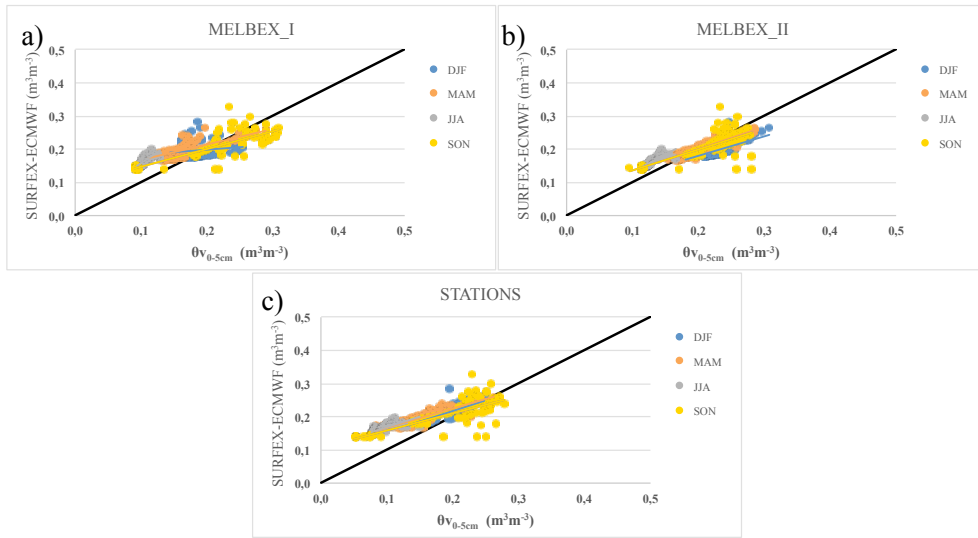 a)
MELBEX_I
SURFEX-ECMWF (m³m⁻³)
0,5
0,4
0,3
0,2
0,1
0,0
0,0 0,1 0,2 0,3 0,4 0,5
θv₀₋₅cm (m³m⁻³)
DJF
MAM
JJA
SON
b)
MELBEX_II
SURFEX-ECMWF (m³m⁻³)
0,5
0,4
0,3
0,2
0,1
0,0
0,0 0,1 0,2 0,3 0,4 0,5
θv₀₋₅cm (m³m⁻³)
DJF
MAM
JJA
SON
c)
STATIONS
SURFEX-ECMWF (m³m⁻³)
0,5
0,4
0,3
0,2
0,1
0,0
0,0 0,1 0,2 0,3 0,4 0,5
θv₀₋₅cm (m³m⁻³)
DJF
MAM
JJA
SON